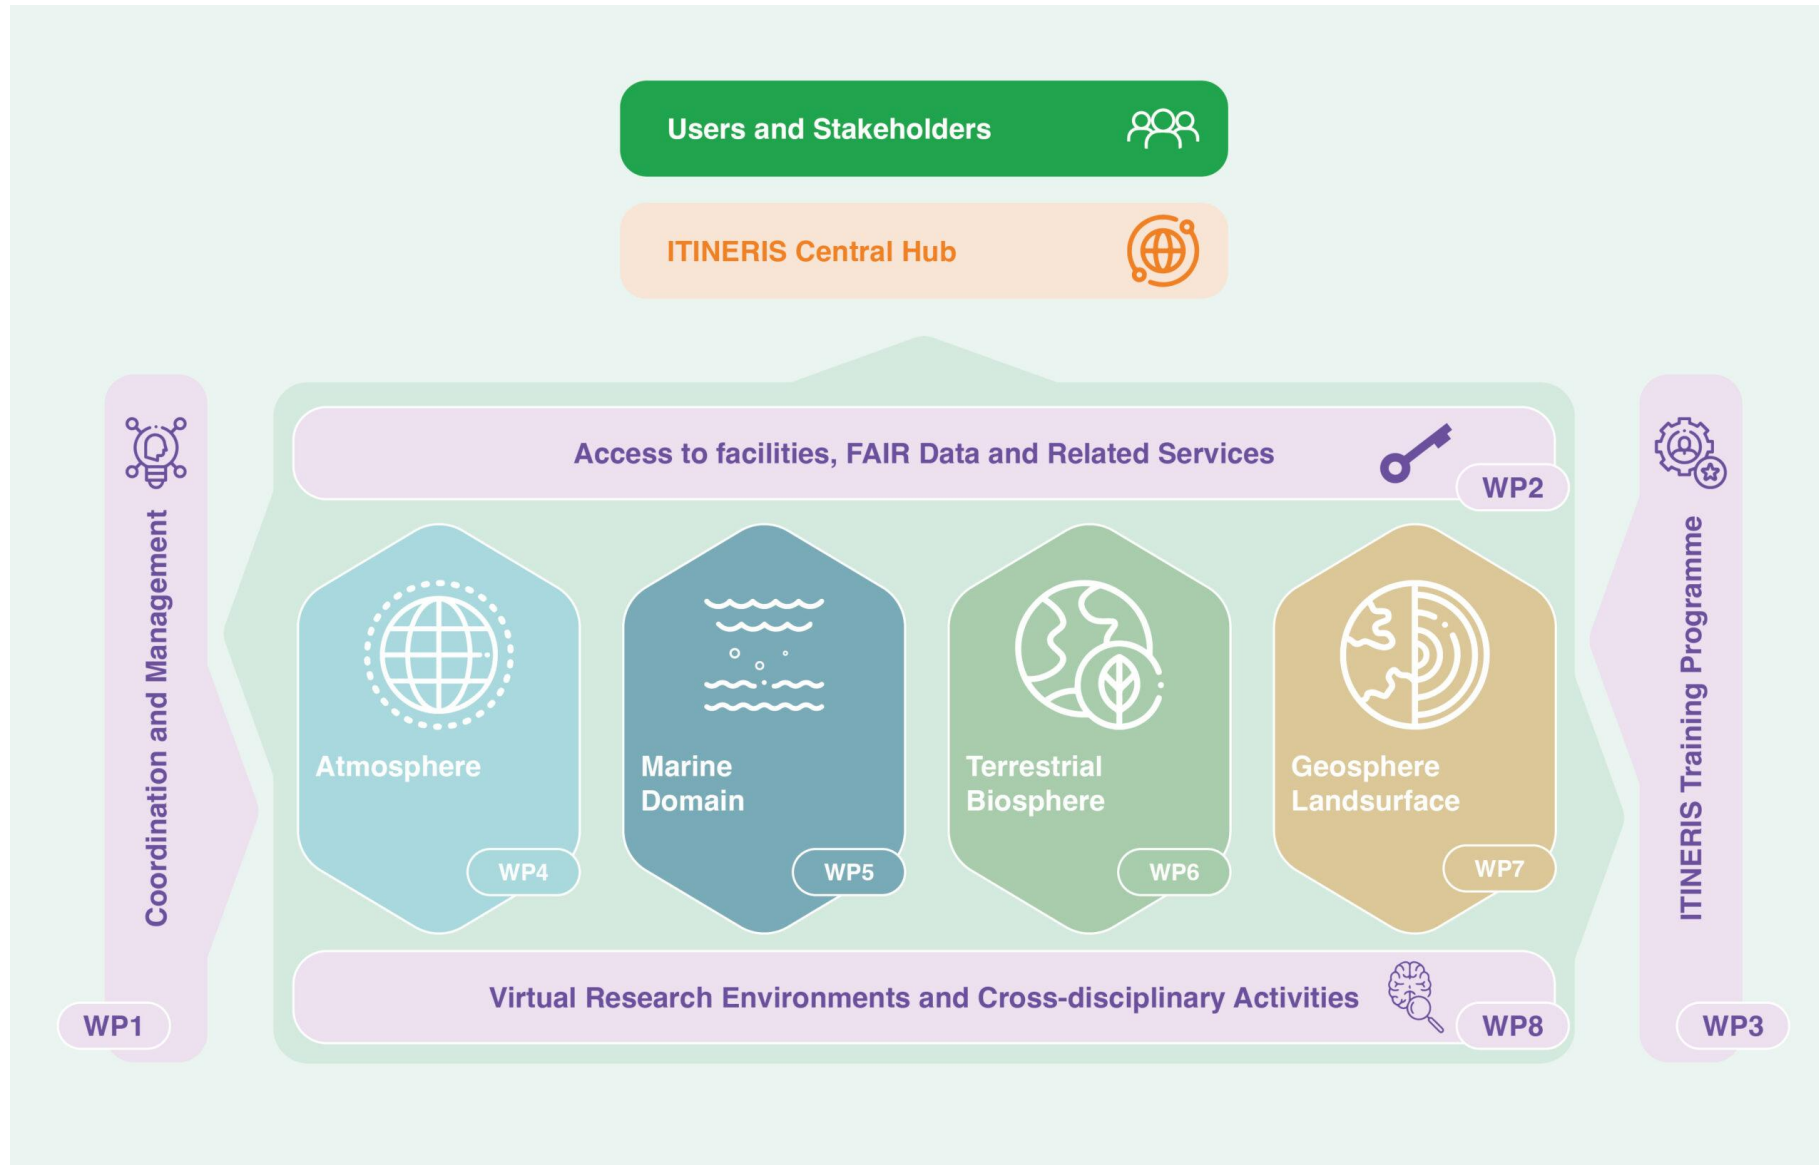 Users and Stakeholders
ITINERIS Central Hub
Coordination and Management
WP1
Access to facilities, FAIR Data and Related Services
WP2
Atmosphere
WP4
Marine
Domain
WP5
Terrestrial
Biosphere
WP6
Geosphere
Landsurface
WP7
Virtual Research Environments and Cross-disciplinary Activities
WP8
ITINERIS Training Programme
WP3